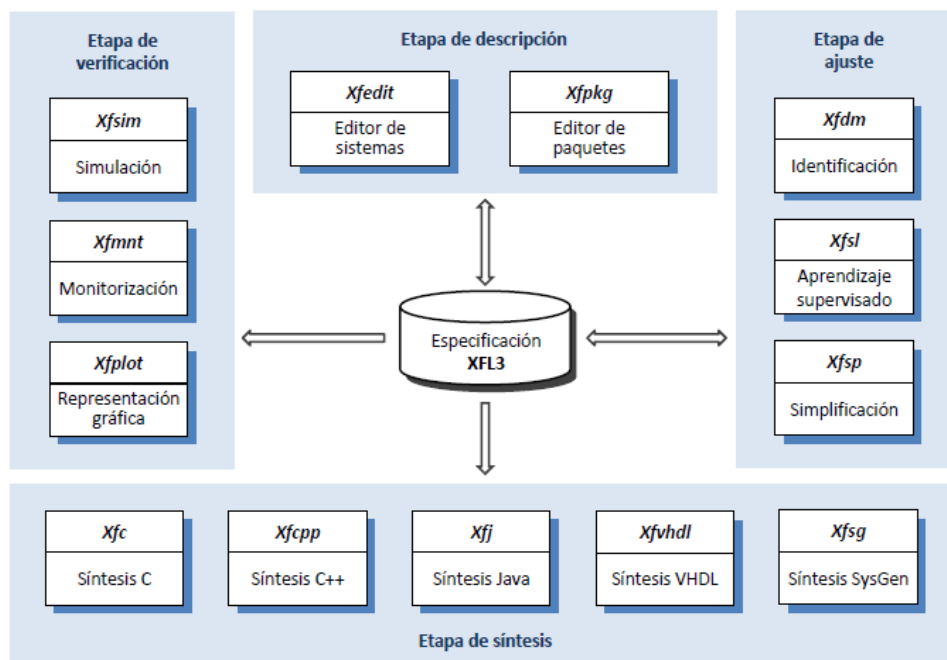 Etapa de
verificación
Xfsim
Simulación
Xfmnt
Monitorización
Xfplot
Representación
gráfica
Etapa de descripción
Xfedit
Editor de
sistemas
Xfpkg
Editor de
paquetes
Etapa de
ajuste
Xfdm
Identificación
Xfsl
Aprendizaje
supervisado
Xfsp
Simplificación
Especificación
XFL3
Xfc
Síntesis C
Xfcpp
Síntesis C++
Xfj
Síntesis Java
Xfvhdl
Síntesis VHDL
Xfsg
Síntesis SysGen
Etapa de síntesis